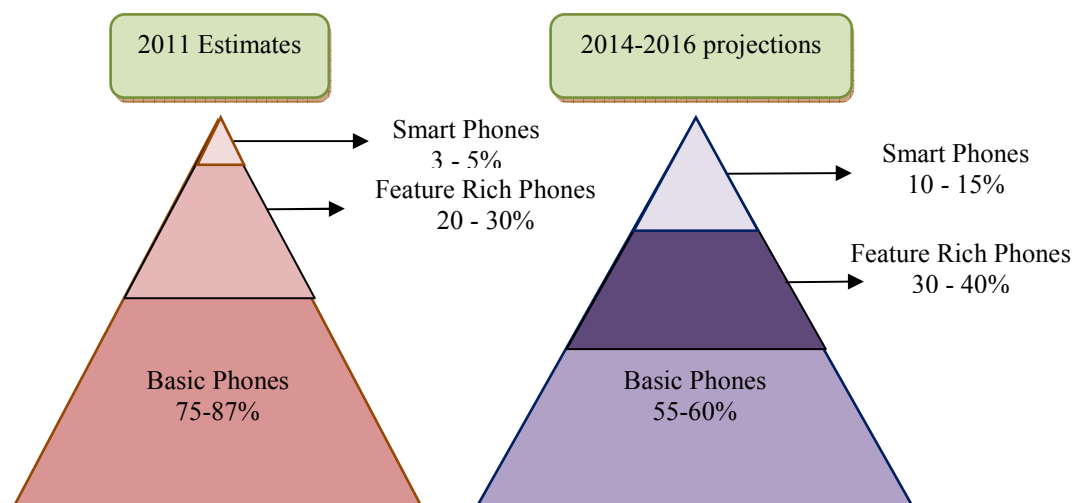 2011 Estimates
2014-2016 projections
Smart Phones
3 - 5%
Feature Rich Phones
20 - 30%
Basic Phones
75-87%
Smart Phones
10 - 15%
Feature Rich Phones
30 - 40%
Basic Phones
55-60%